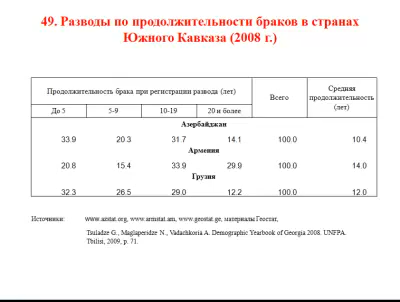 49. Разводы по продолжительности браков в странах
Южного Кавказа (2008 г.)
Продолжительность брака при регистрации развода (лет)
Всего
Средняя
продолжительность
(лет)
До 5 5-9 10-19 20 и более
Азербайджан
33.9 20.3 31.7 14.1 100.0 10.4
Армения
20.8 15.4 33.9 29.9 100.0 14.0
Грузия
32.3 26.5 29.0 12.2 100.0 12.0
Источники: www.azstat.org, www.armstat.am, www.geostat.ge, материалы Геостат,
Tsuladze G., Maglaperidze N., Vadachkoria A. Demographic Yearbook of Georgia 2008. UNFPA.
Tbilisi, 2009, p. 71.